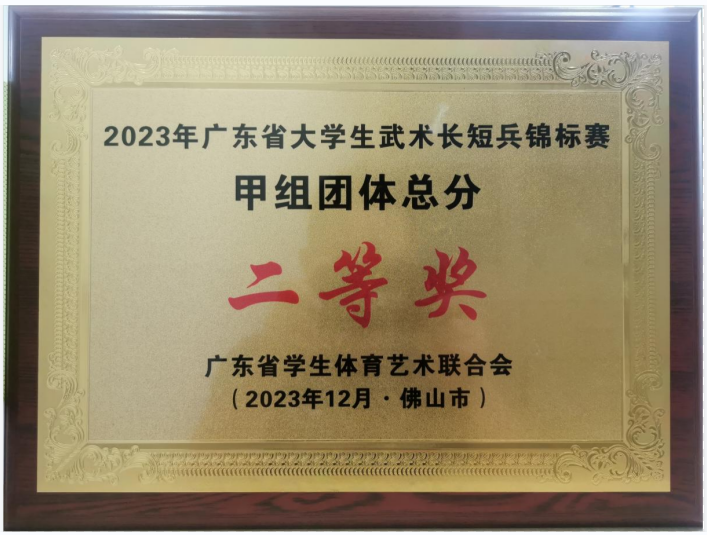 2023年广东省大学生武术长短兵锦标赛
甲组团体总分
二等奖
广东省学生体育艺术联合会
（2023年12月·佛山市）